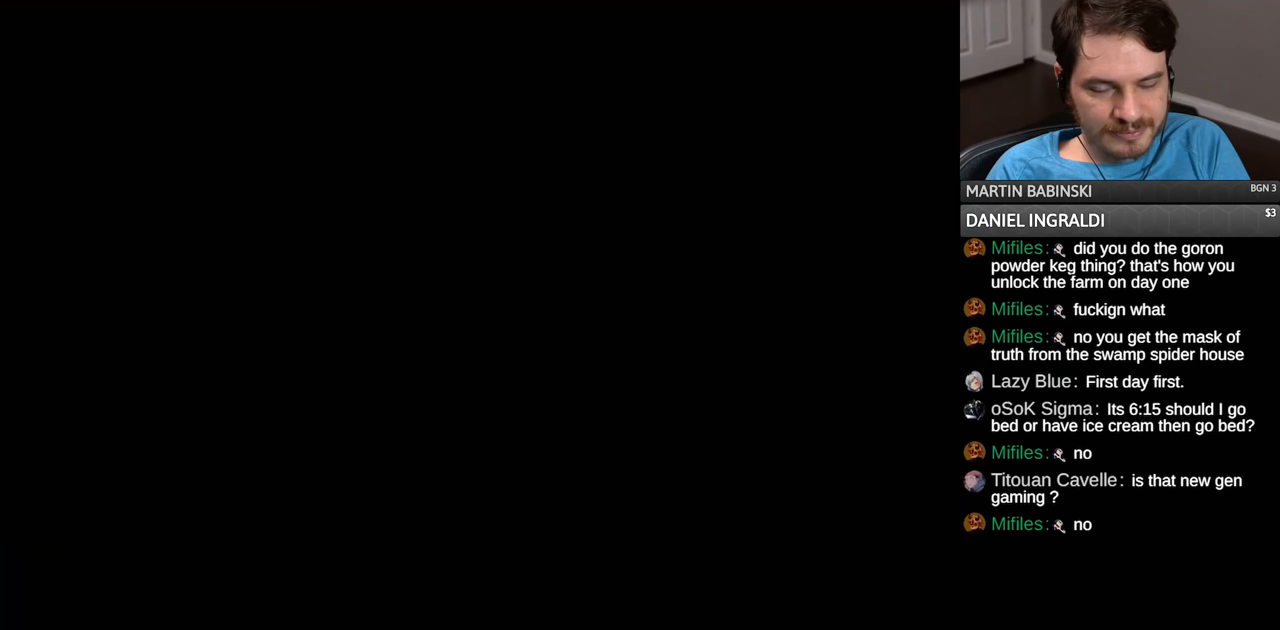 MARTIN BABINSKI BGN 3
DANIEL INGRALDI $3
Mifiles: did you do the goron
powder keg thing? that's how you
unlock the farm on day one
Mifiles: fuckign what
Mifiles: no you get the mask of
truth from the swamp spider house
Lazy Blue: First day first.
oSoK Sigma: Its 6:15 should I go
bed or have ice cream then go bed?
Mifiles: no
Titouan Cavelle: is that new gen
gaming ?
Mifiles: no